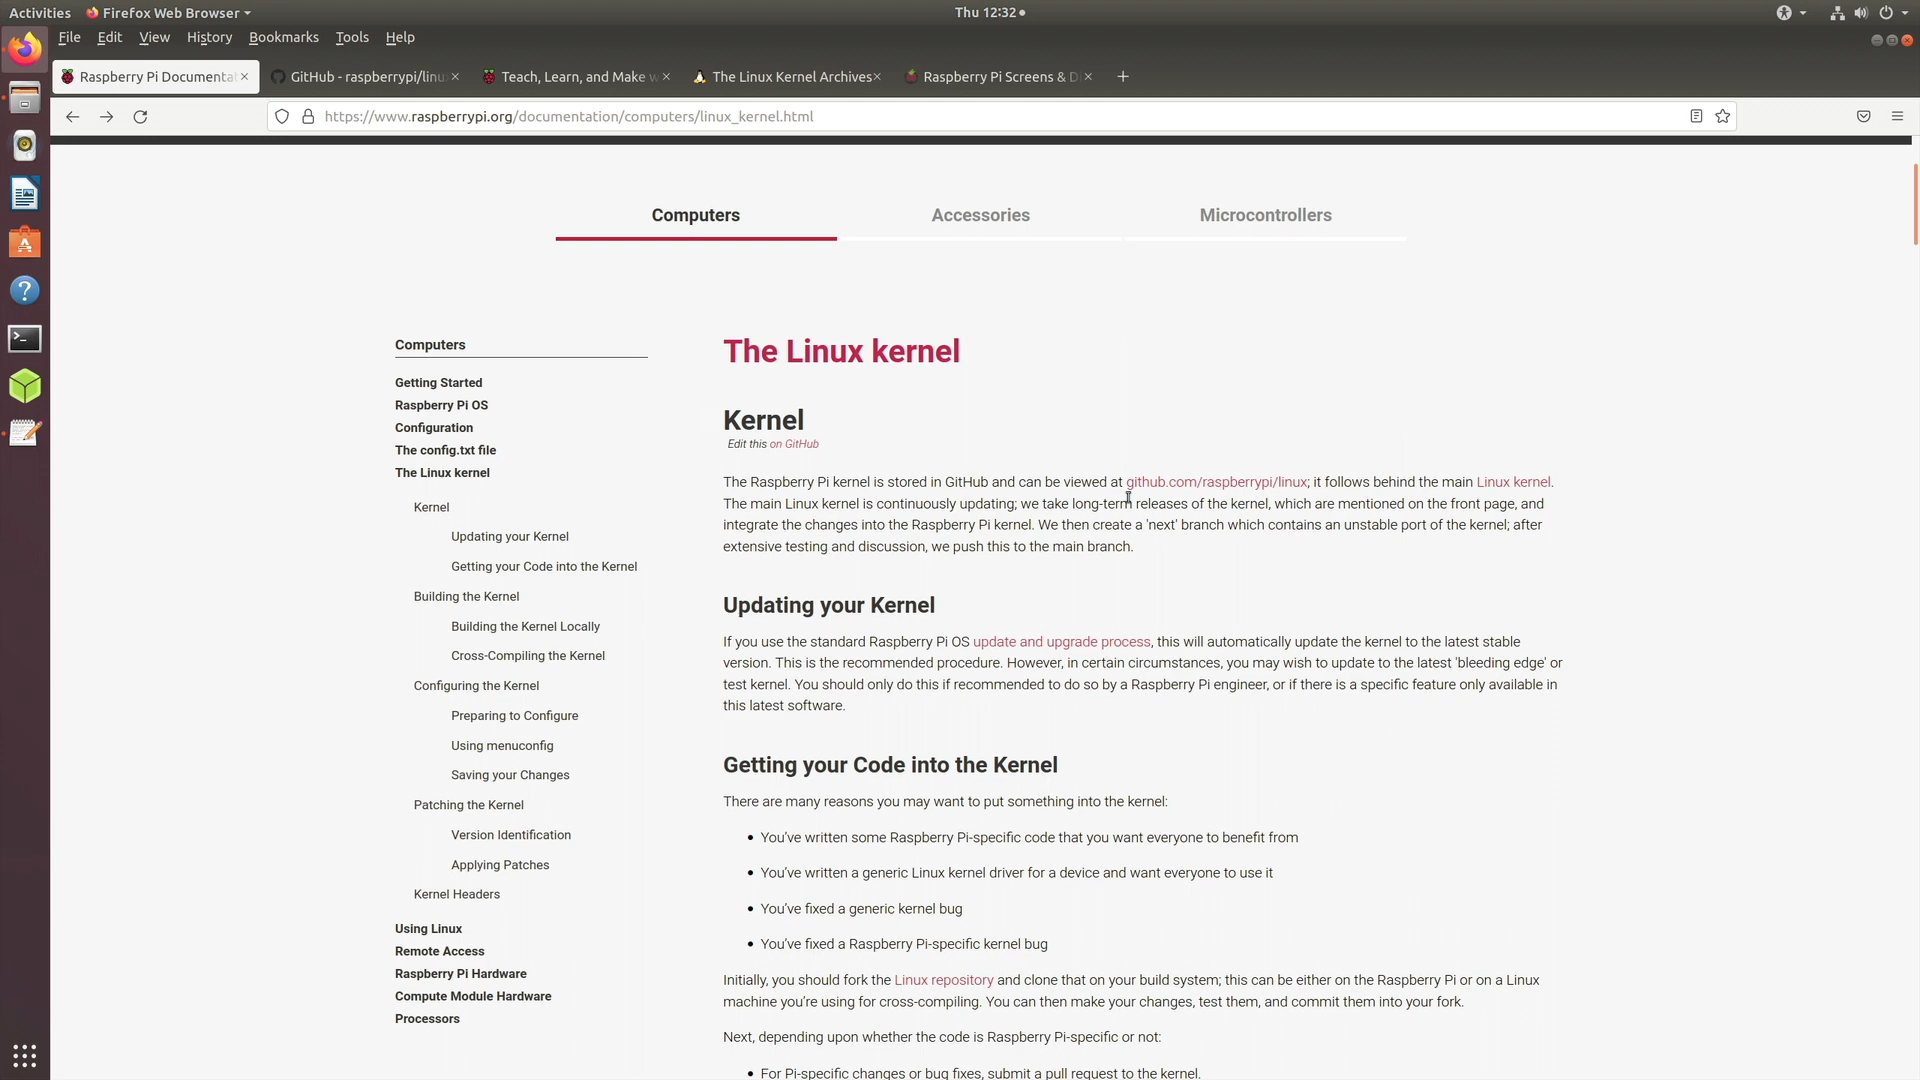 Activities Firefox Web Browser Thu 12:32
File Edit View History Bookmarks Tools Help
Raspberry Pi Documenta GitHub - raspberrypi/linu Teach, Learn, and Make w The Linux Kernel Archives Raspberry Pi Screens & D
https://www.raspberrypi.org/documentation/computers/linux_kernel.html
Computers Accessories Microcontrollers
Computers
Getting Started
Raspberry Pi OS
Configuration
The config.txt file
The Linux kernel
Kernel
Updating your Kernel
Getting your Code into the Kernel
Building the Kernel
Building the Kernel Locally
Cross-Compiling the Kernel
Configuring the Kernel
Preparing to Configure
Using menuconfig
Saving your Changes
Patching the Kernel
Version Identification
Applying Patches
Kernel Headers
Using Linux
Remote Access
Raspberry Pi Hardware
Compute Module Hardware
Processors
The Linux kernel
Kernel
Edit this on GitHub
The Raspberry Pi kernel is stored in GitHub and can be viewed at github.com/raspberrypi/linux; it follows behind the main Linux kernel.
The main Linux kernel is continuously updating; we take long-term releases of the kernel, which are mentioned on the front page, and
integrate the changes into the Raspberry Pi kernel. We then create a 'next' branch which contains an unstable port of the kernel; after
extensive testing and discussion, we push this to the main branch.
Updating your Kernel
If you use the standard Raspberry Pi OS update and upgrade process, this will automatically update the kernel to the latest stable
version. This is the recommended procedure. However, in certain circumstances, you may wish to update to the latest 'bleeding edge' or
test kernel. You should only do this if recommended to do so by a Raspberry Pi engineer, or if there is a specific feature only available in
this latest software.
Getting your Code into the Kernel
There are many reasons you may want to put something into the kernel:
• You've written some Raspberry Pi-specific code that you want everyone to benefit from
• You've written a generic Linux kernel driver for a device and want everyone to use it
• You've fixed a generic kernel bug
• You've fixed a Raspberry Pi-specific kernel bug
Initially, you should fork the Linux repository and clone that on your build system; this can be either on the Raspberry Pi or on a Linux
machine you're using for cross-compiling. You can then make your changes, test them, and commit them into your fork.
Next, depending upon whether the code is Raspberry Pi-specific or not:
• For Pi-specific changes or bug fixes, submit a pull request to the kernel.